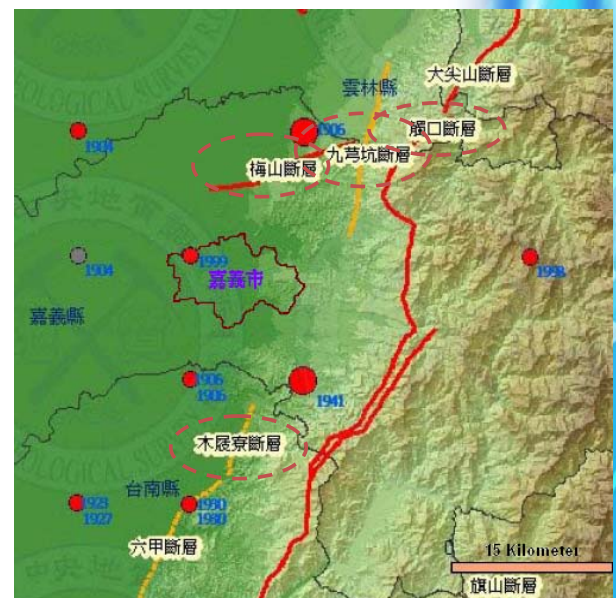 大尖山斷層
雲林縣
1904
1906
觸口斷層
九芎坑斷層
梅山斷層
1904
1999
1998
嘉義市
嘉義縣
1906
1906
1941
木屐寮斷層
台南縣
1923
1927
1930
1930
六甲斷層
15 Kilometer
旗山斷層